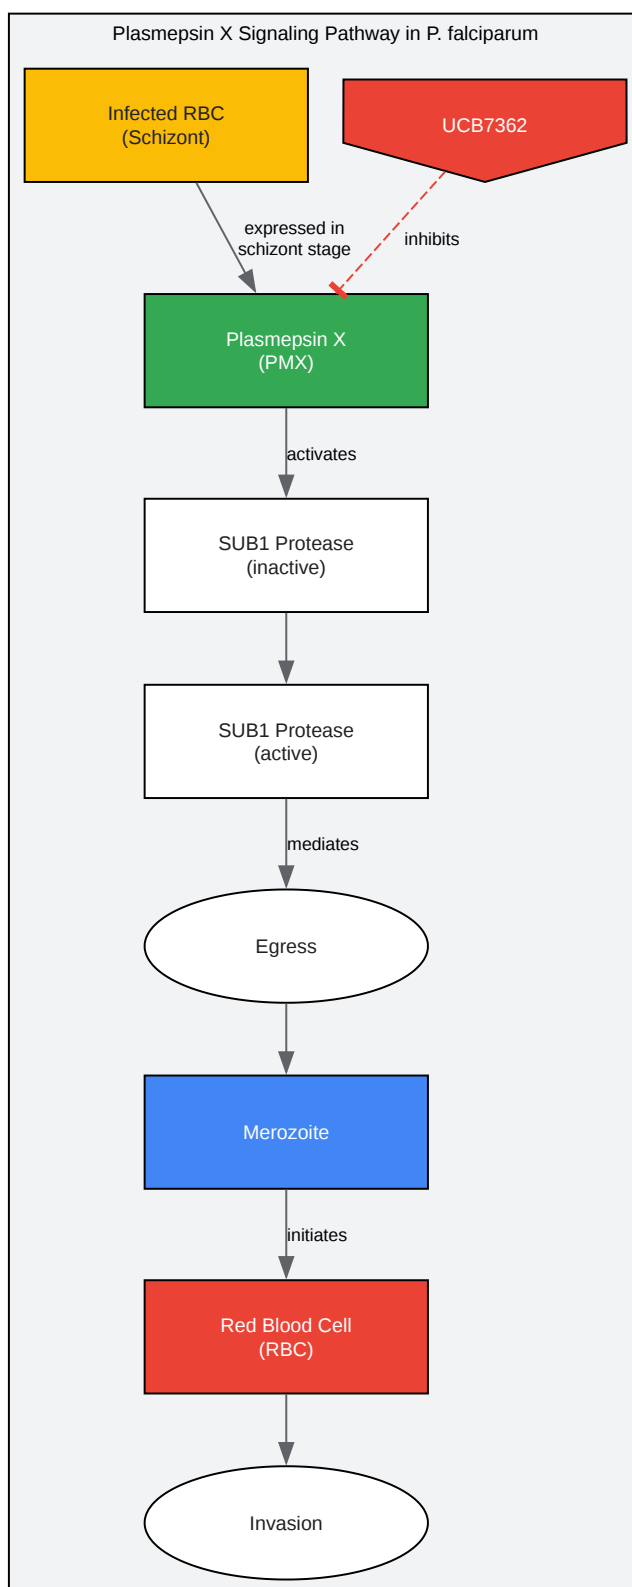 Plasmepsin X Signaling Pathway in P. falciparum
Infected RBC
(Schizont)
UCB7362
expressed in
schizont stage
inhibits
Plasmepsin X
(PMX)
activates
SUB1 Protease
(inactive)
SUB1 Protease
(active)
mediates
Egress
Merozoite
initiates
Red Blood Cell
(RBC)
Invasion